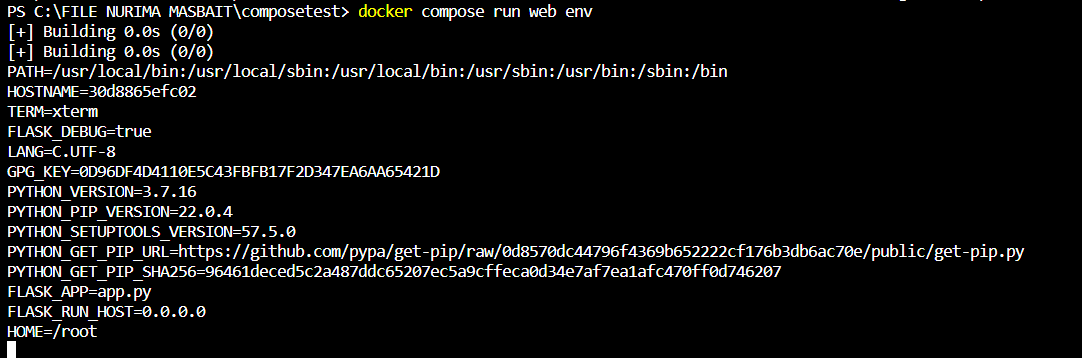 PS C:\FILE NURIMA MASBAIT\composetest> docker compose run web env
[+] Building 0.0s (0/0)
[+] Building 0.0s (0/0)
PATH=/usr/local/bin:/usr/local/sbin:/usr/local/bin:/usr/sbin:/usr/bin:/sbin:/bin
HOSTNAME=30d8865efc02
TERM=xterm
FLASK_DEBUG=true
LANG=C.UTF-8
GPG_KEY=0D96DF4D4110E5C43FBFB17F2D347EA6AA65421D
PYTHON_VERSION=3.7.16
PYTHON_PIP_VERSION=22.0.4
PYTHON_SETUPTOOLS_VERSION=57.5.0
PYTHON_GET_PIP_URL=https://github.com/pypa/get-pip/raw/0d8570dc44796f4369b652222cf176b3db6ac70e/public/get-pip.py
PYTHON_GET_PIP_SHA256=96461deced5c2a487ddc65207ec5a9cffeca0d34e7af7ea1afc470ff0d746207
FLASK_APP=app.py
FLASK_RUN_HOST=0.0.0.0
HOME=/root